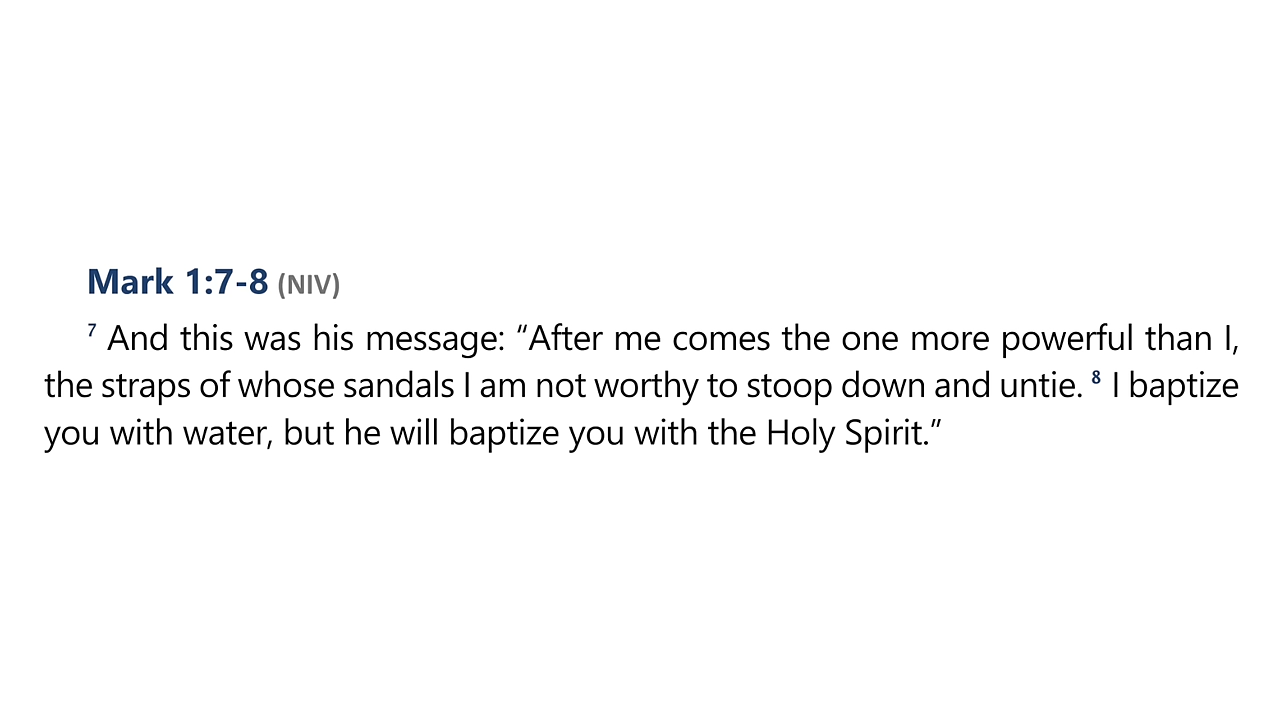 Mark 1:7-8 (NIV)
7 And this was his message: “After me comes the one more powerful than I,
the straps of whose sandals I am not worthy to stoop down and untie. 8 I baptize
you with water, but he will baptize you with the Holy Spirit.”